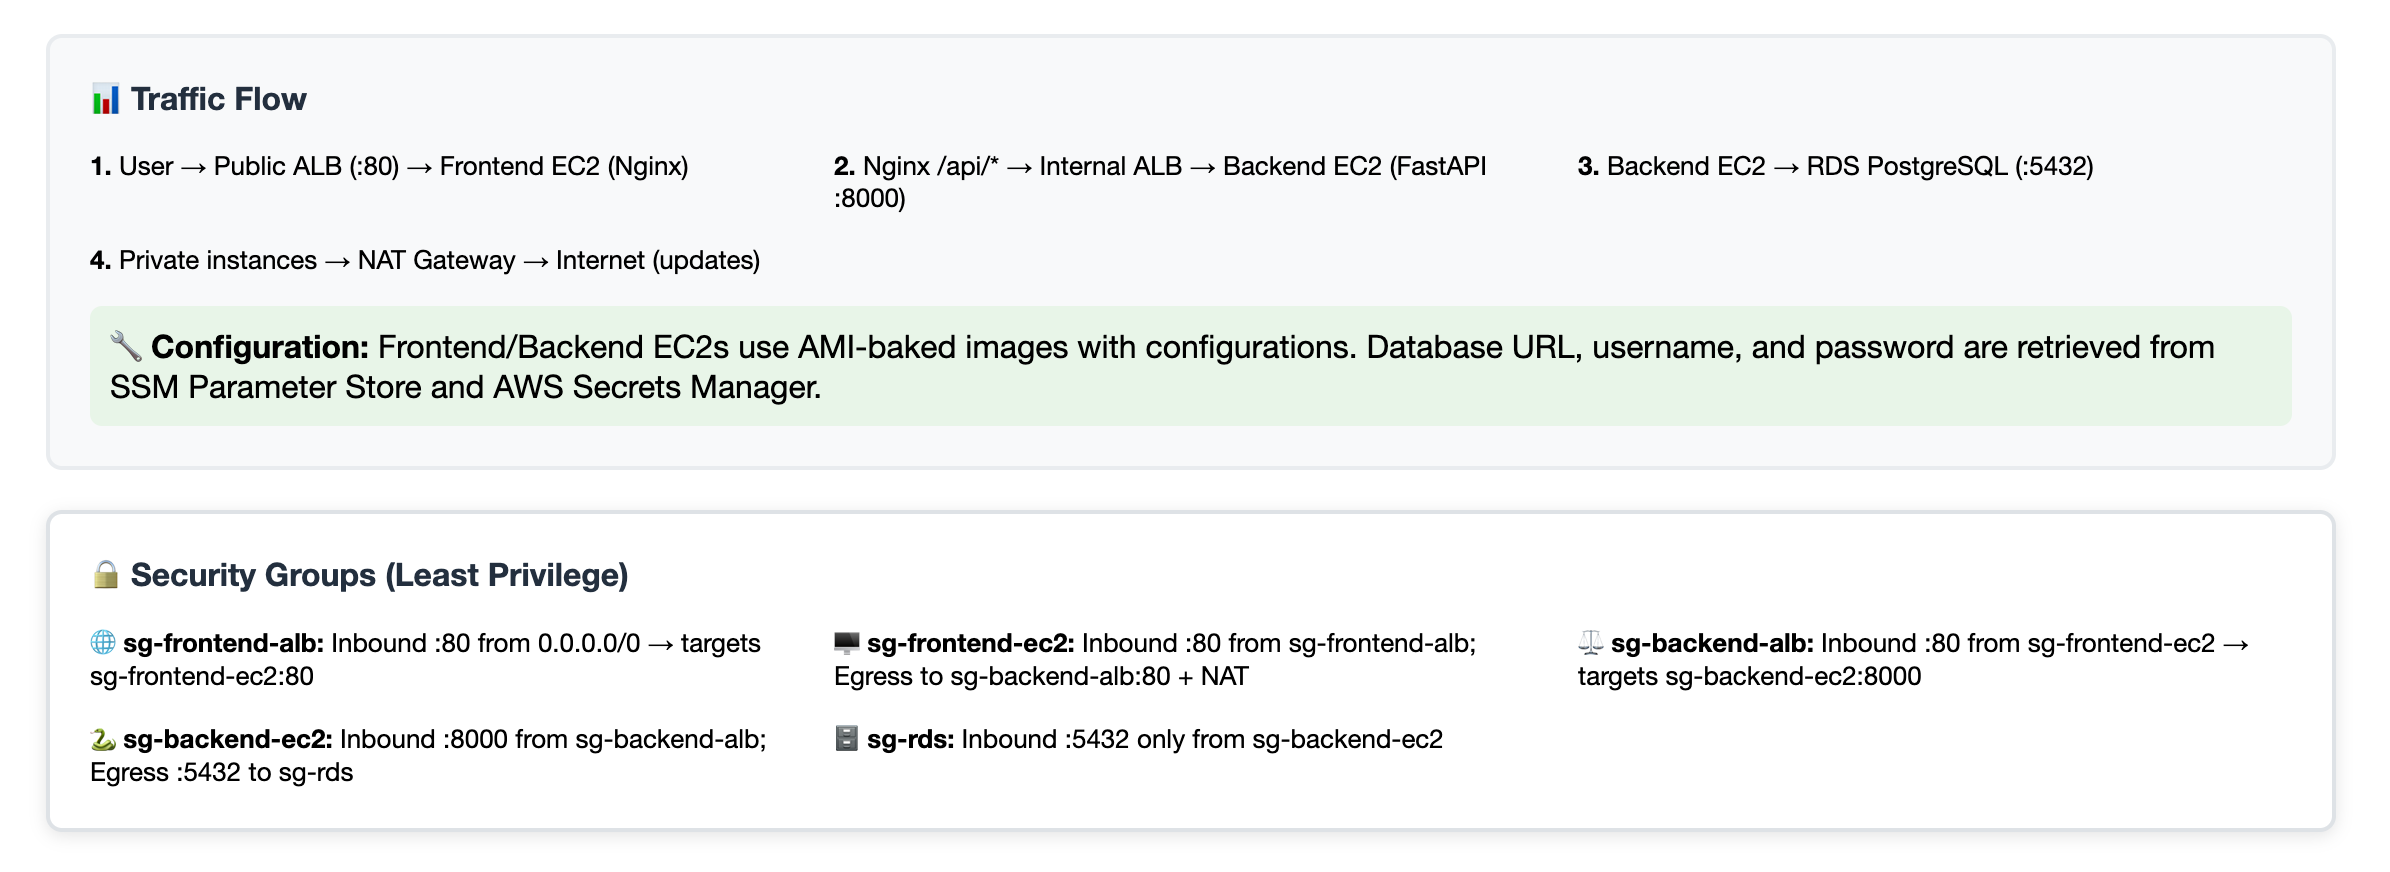 📊 Traffic Flow
1. User → Public ALB (:80) → Frontend EC2 (Nginx)
2. Nginx /api/* → Internal ALB → Backend EC2 (FastAPI
:8000)
3. Backend EC2 → RDS PostgreSQL (:5432)
4. Private instances → NAT Gateway → Internet (updates)
🔧 Configuration: Frontend/Backend EC2s use AMI-baked images with configurations. Database URL, username, and password are retrieved from
SSM Parameter Store and AWS Secrets Manager.
🔒 Security Groups (Least Privilege)
🌐 sg-frontend-alb: Inbound :80 from 0.0.0.0/0 → targets
sg-frontend-ec2:80
🖥️ sg-frontend-ec2: Inbound :80 from sg-frontend-alb;
Egress to sg-backend-alb:80 + NAT
⚖️ sg-backend-alb: Inbound :80 from sg-frontend-ec2 →
targets sg-backend-ec2:8000
🐍 sg-backend-ec2: Inbound :8000 from sg-backend-alb;
Egress :5432 to sg-rds
🗄️ sg-rds: Inbound :5432 only from sg-backend-ec2